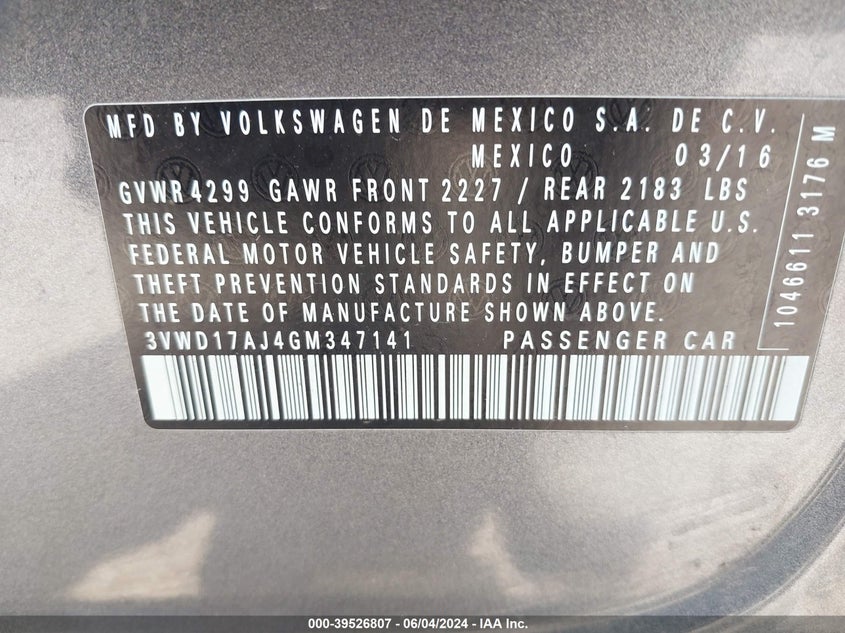 MFD BY VOLKSWAGEN DE MEXICO S.A. DE C.V.
MEXICO 03/16
GVWR4299 GAWR FRONT 2227 / REAR 2183 LBS
THIS VEHICLE CONFORMS TO ALL APPLICABLE U.S.
FEDERAL MOTOR VEHICLE SAFETY, BUMPER AND
THEFT PREVENTION STANDARDS IN EFFECT ON
THE DATE OF MANUFACTURE SHOWN ABOVE.
3VWD17AJ4GM347141 PASSENGER CAR
1046611 3176 M
000-39526807 - 06/04/2024 - IAA Inc.